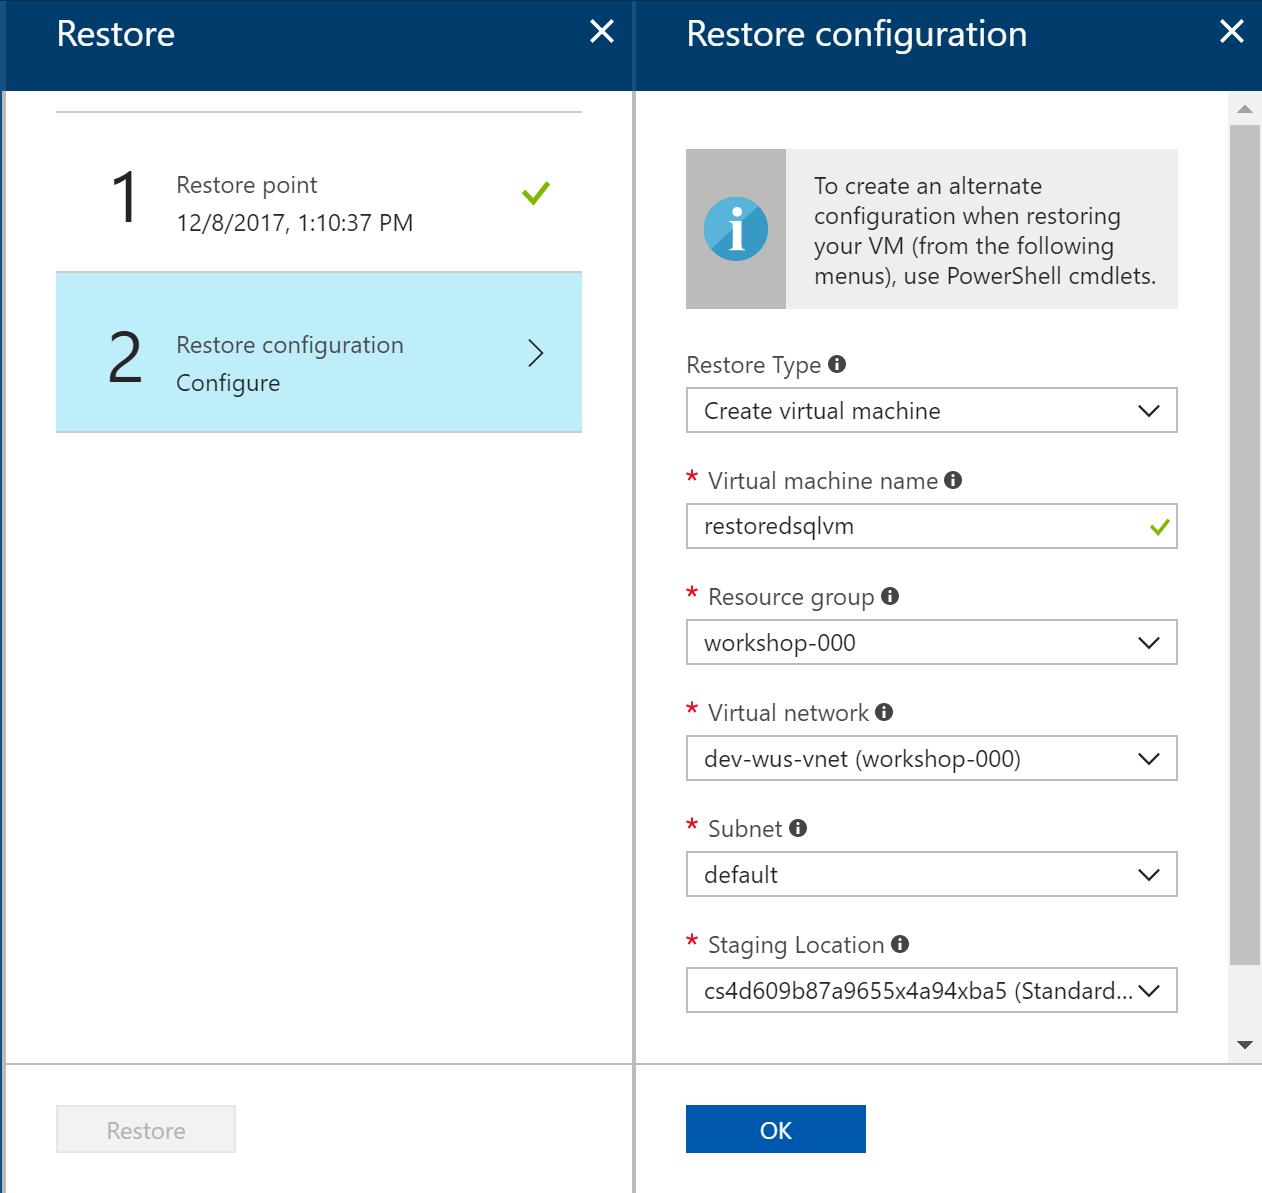 Restore
1
Restore point
12/8/2017, 1:10:37 PM
2
Restore configuration
Configure
Restore
Restore configuration
To create an alternate
configuration when restoring
your VM (from the following
menus), use PowerShell cmdlets.
Restore Type
Create virtual machine
* Virtual machine name
restoredsqlvm
* Resource group
workshop-000
* Virtual network
dev-wus-vnet (workshop-000)
* Subnet
default
* Staging Location
cs4d609b87a9655x4a94xba5 (Standard...
OK